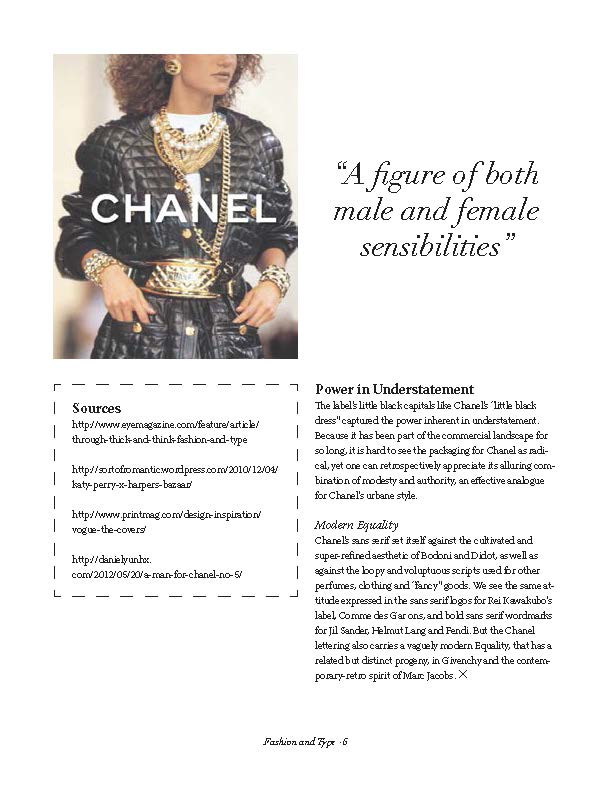 CHANEL
“A figure of both
male and female
sensibilities”
Sources
http://www.eyemagazine.com/feature/article/
through-thick-and-think-fashion-and-type
http://sortofromantic.wordpress.com/2010/12/04/
katy-perry-x-harpers-bazaar/
http://www.printmag.com/design-inspiration/
vogue-the-covers/
http://danielyunhx.
com/2012/05/20/a-man-for-chanel-no-5/
Power in Understatement
The label's little black capitals like Chanel's "little black
dress" captured the power inherent in understatement.
Because it has been part of the commercial landscape for
so long, it is hard to see the packaging for Chanel as radi-
cal, yet one can retrospectively appreciate its alluring com-
bination of modesty and authority, an effective analogue
for Chanel's urbane style.
Modern Equality
Chanel's sans serif set itself against the cultivated and
super-refined aesthetic of Bodoni and Didot, as well as
against the loopy and voluptuous scripts used for other
perfumes, clothing and "fancy" goods. We see the same at-
titude expressed in the sans serif logos for Rei Kawakubo's
label, Comme des Gar ons, and bold sans serif wordmarks
for Jil Sander, Helmut Lang and Fendi. But the Chanel
lettering also carries a vaguely modern Equality, that has a
related but distinct progeny, in Givenchy and the contem-
porary-retro spirit of Marc Jacobs. ×
Fashion and Type · 6